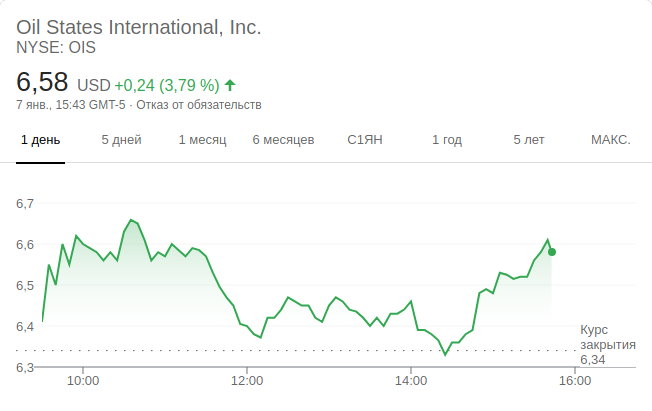 Oil States International, Inc.
NYSE: OIS
6,58 USD +0,24 (3,79 %)
7 янв., 15:43 GMT-5 · Отказ от обязательств
1 день 5 дней 1 месяц 6 месяцев С1ЯН 1 год 5 лет МАКС.
6,7
6,6
6,5
6,4
6,3
Курс
закрытия
6,34
10:00 12:00 14:00 16:00